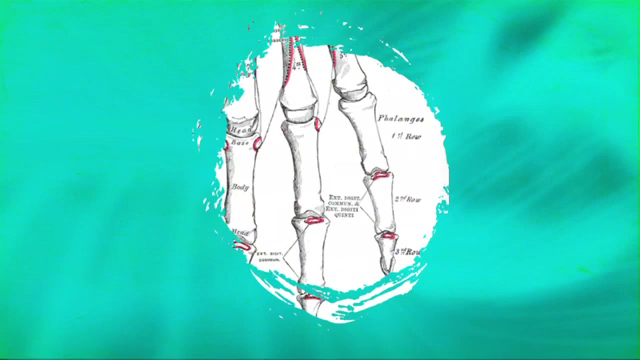 Phalanges
1st Row
Head
Base
Body
EXT. DIGIT.
COMMUN. &
EXT. DIGITI
QUINTI
2nd Row
Head
EXT. DIGIT.
COMMUN.
3rd Row